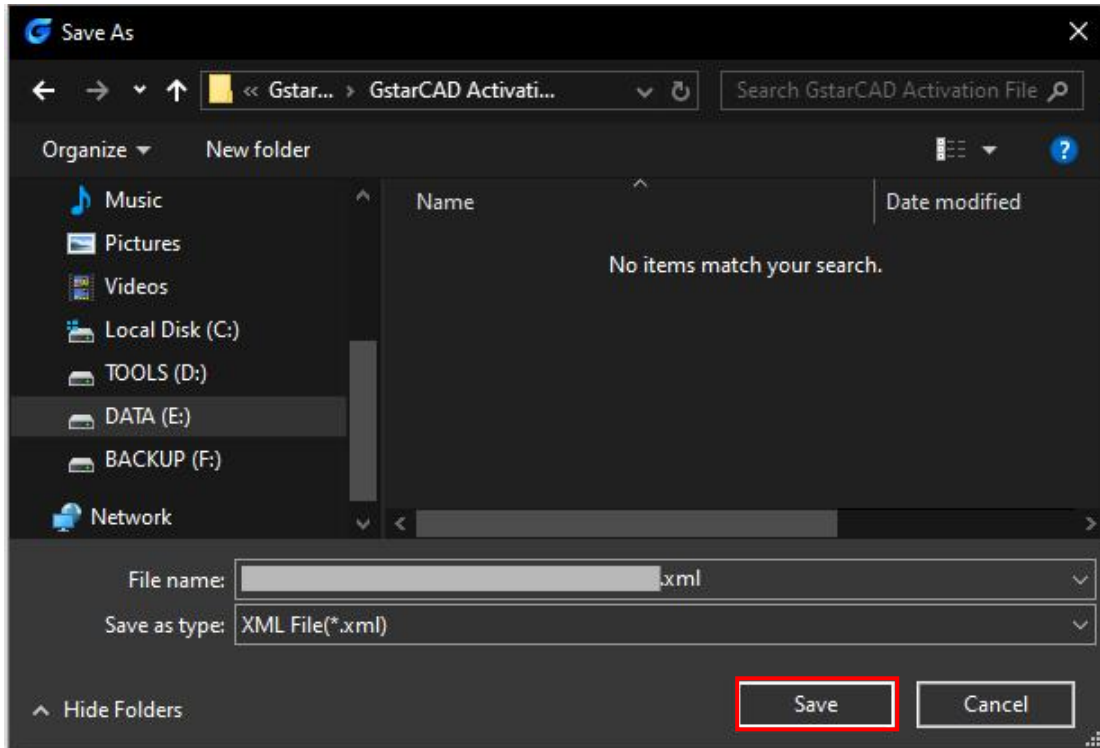 Save As
« Gstar... › GstarCAD Activati...
Search GstarCAD Activation File
Organize
New folder
?
Name
Date modified
Music
No items match your search.
Pictures
Videos
Local Disk (C:)
TOOLS (D:)
DATA (E:)
BACKUP (F:)
Network
File name: .xml
Save as type: XML File(*.xml)
Hide Folders
Save
Cancel